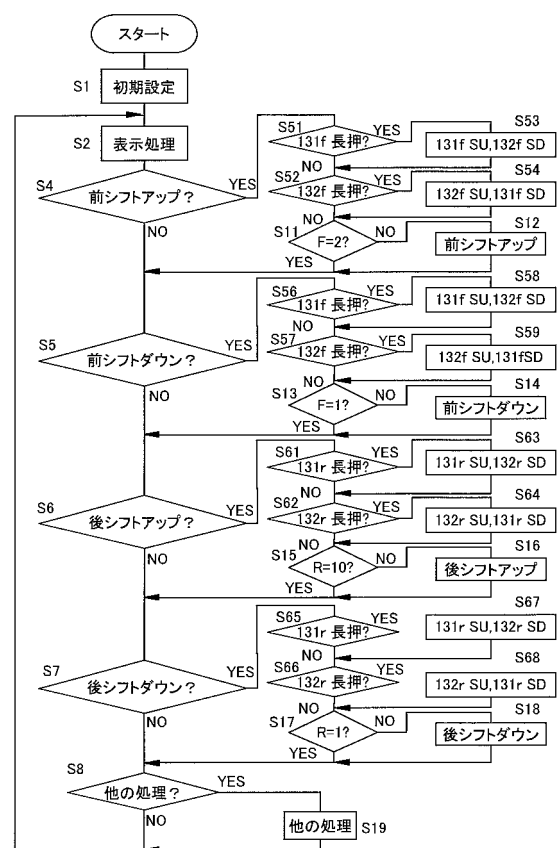 スタート
S1 初期設定
S2 表示処理
S4 前シフトアップ? YES
NO
S51 131f 長押? YES
S53 131f SU,132f SD
NO
S52 132f 長押? YES
S54 132f SU,131f SD
NO
S11 F=2? NO
S12 前シフトアップ
YES
S5 前シフトダウン? YES
NO
S56 131f 長押? YES
S58 131f SU,132f SD
NO
S57 132f 長押? YES
S59 132f SU,131fSD
NO
S13 F=1? NO
S14 前シフトダウン
YES
S6 後シフトアップ? YES
NO
S61 131r 長押? YES
S63 131r SU,132r SD
NO
S62 132r 長押? YES
S64 132r SU,131r SD
NO
S15 R=10? NO
S16 後シフトアップ
YES
S7 後シフトダウン? YES
NO
S65 131r 長押? YES
S67 131r SU,132r SD
NO
S66 132r 長押? YES
S68 132r SU,131r SD
NO
S17 R=1? NO
S18 後シフトダウン
YES
S8 他の処理? YES
NO
他の処理 S19